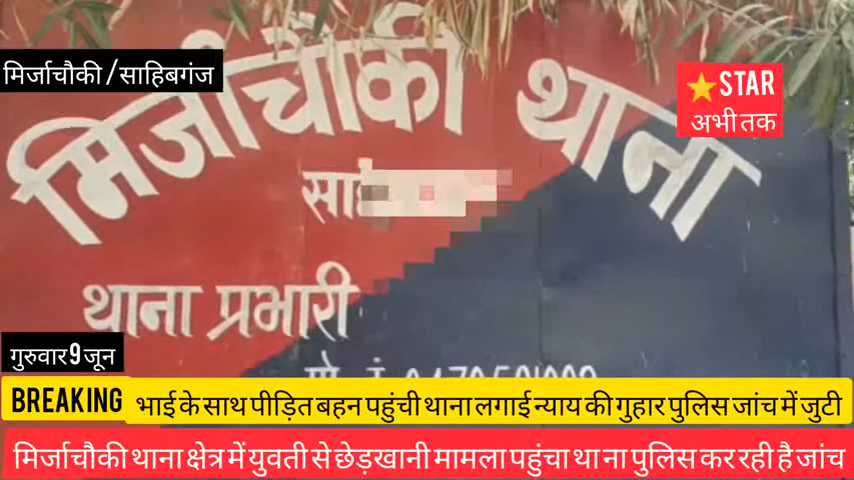 मिर्जाचौकी / साहिबगंज
STAR
अभी तक
मिर्जाचौकी थाना
थाना प्रभारी
गुरुवार 9 जून
BREAKING भाई के साथ पीड़ित बहन पहुंची थाना लगाई न्याय की गुहार पुलिस जांच में जुटी
मिर्जाचौकी थाना क्षेत्र में युवती से छेड़खानी मामला पहुंचा थाना पुलिस कर रही है जांच